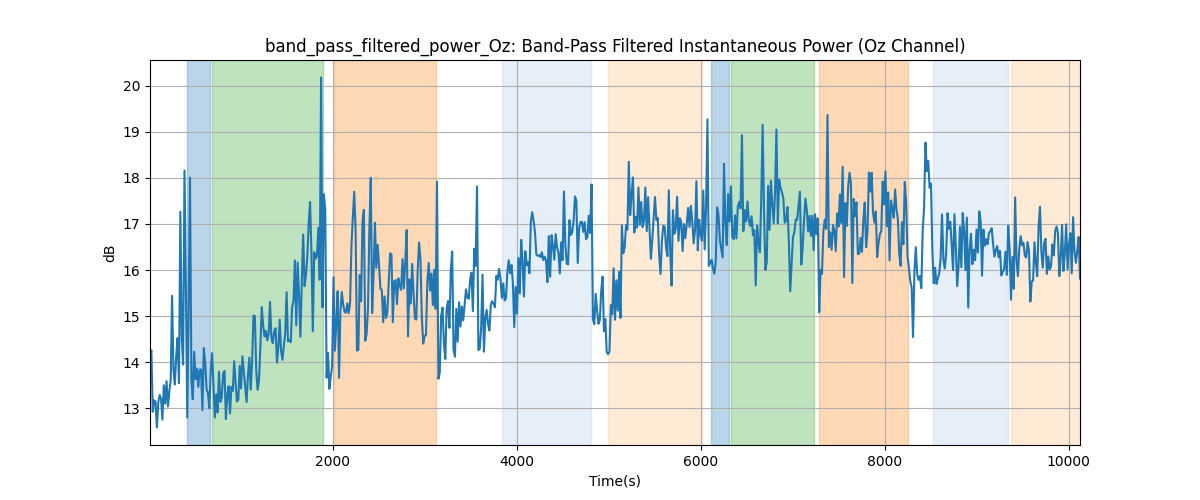 band_pass_filtered_power_Oz: Band-Pass Filtered Instantaneous Power (Oz Channel)
20
19
18
17
16
15
14
13
dB
2000 4000 6000 8000 10000
Time(s)